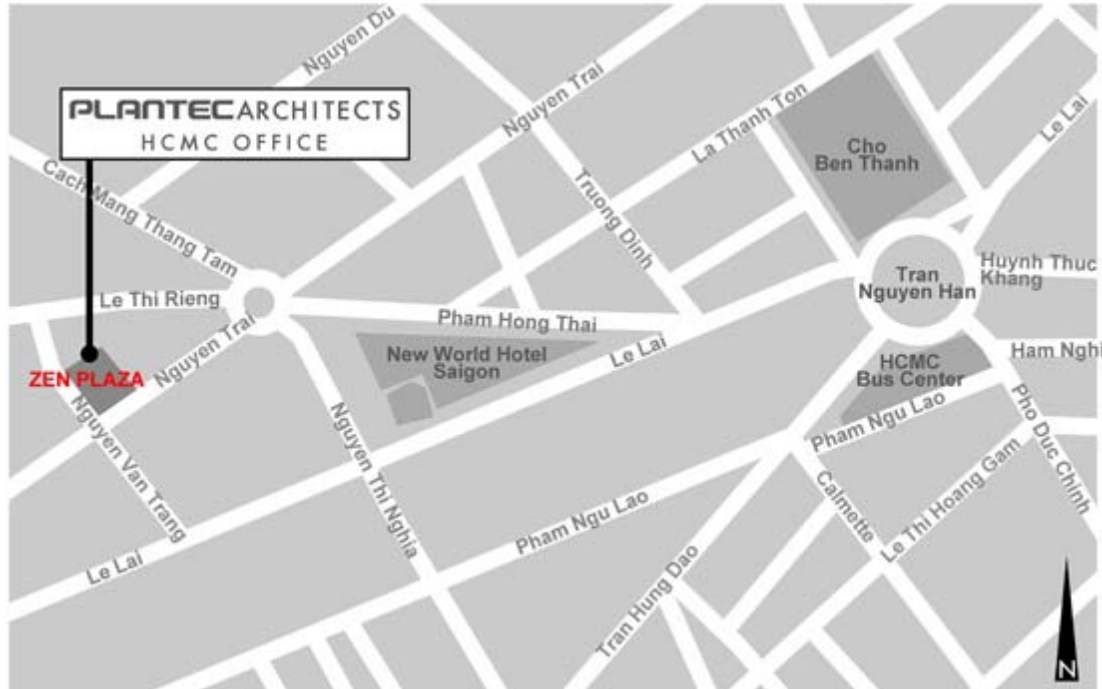 Nguyen Du
PLANTEC ARCHITECTS
HCMC OFFICE
Nguyen Trai
La Thanh Ton
Cho
Ben Thanh
Le Lai
Cach Mang Thang Tam
Truong Dinh
Tran
Nguyen Han
Huynh Thuc
Khang
Le Thi Rieng
Pham Hong Thai
Nguyen Trai
New World Hotel
Saigon
Le Lai
HCMC
Bus Center
Ham Nghi
ZEN PLAZA
Pham Ngu Lao
Pho Duc Chinh
Nguyen Van Trang
Nguyen Thi Nghia
Calmette
Le Thi Hoang Gam
Pham Ngu Lao
Le Lai
Tran Hung Dao
N